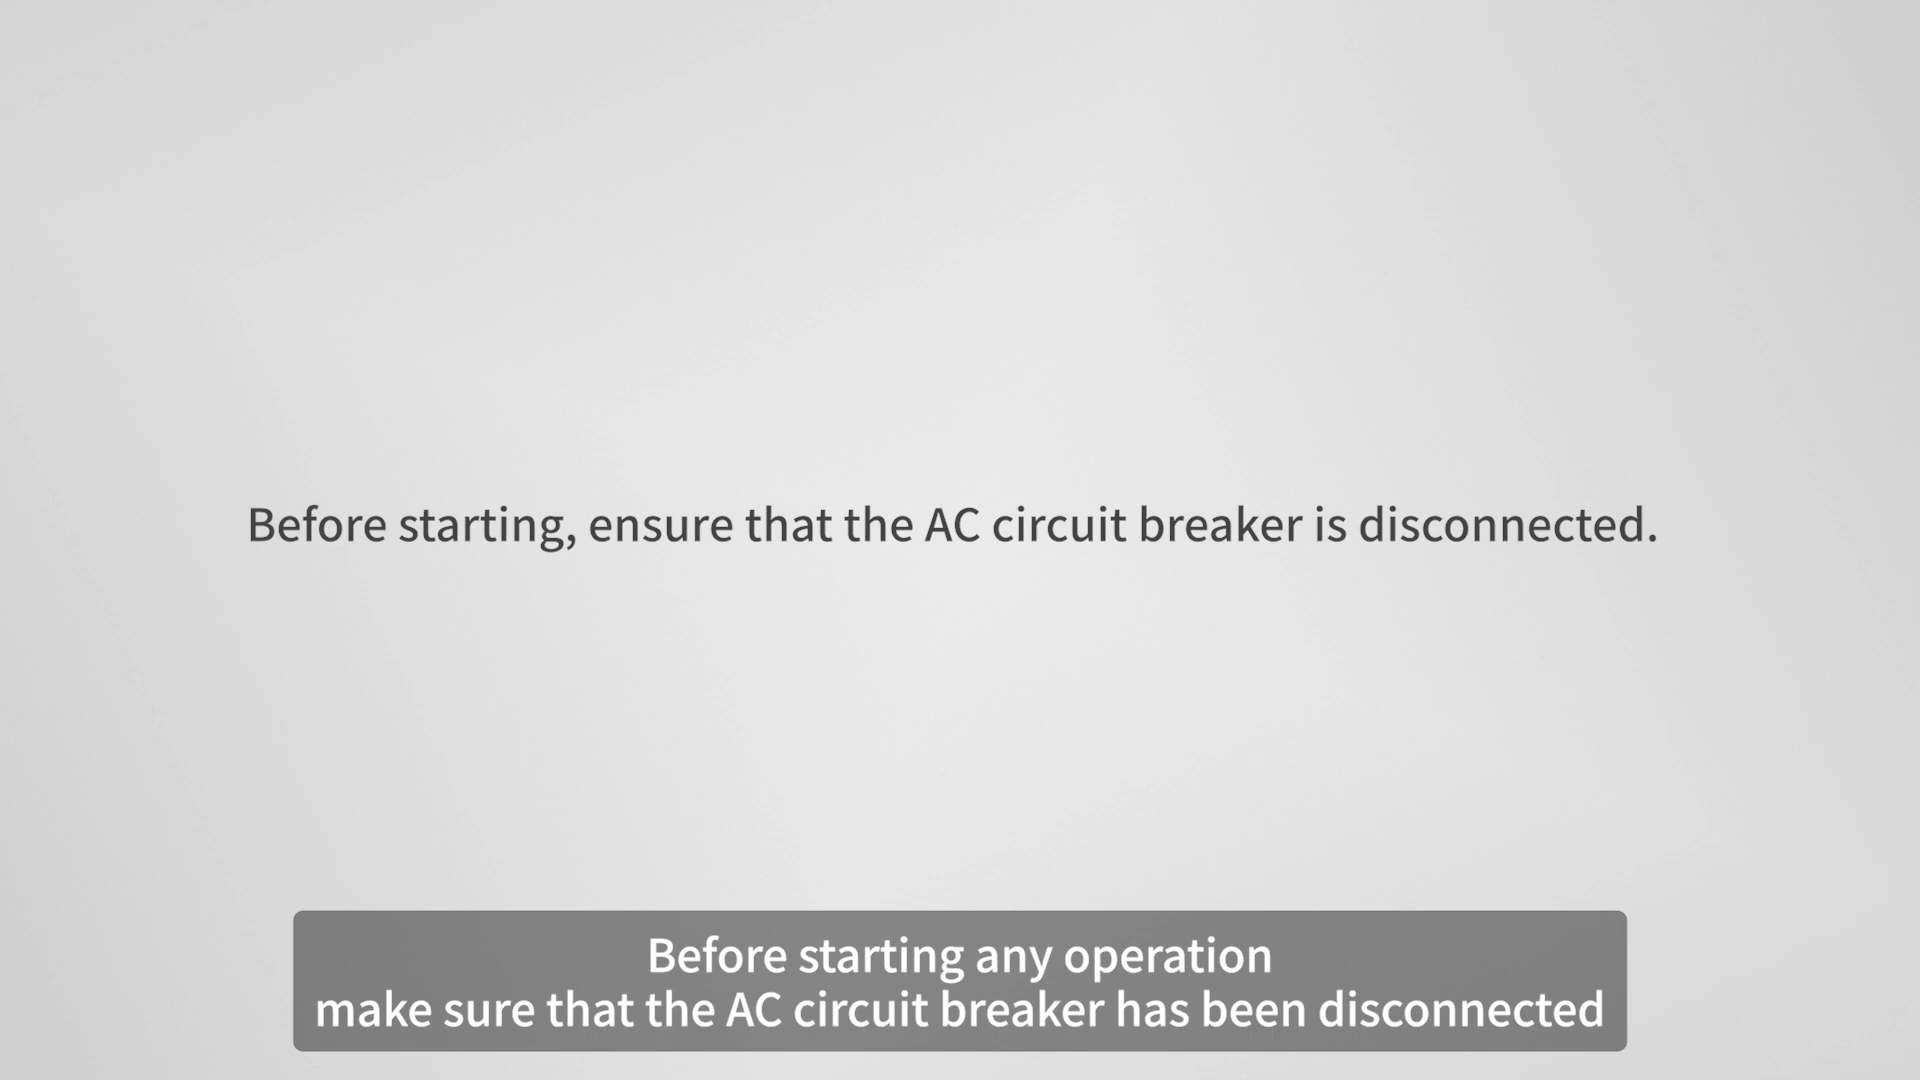 Before starting, ensure that the AC circuit breaker is disconnected.
Before starting any operation
make sure that the AC circuit breaker has been disconnected